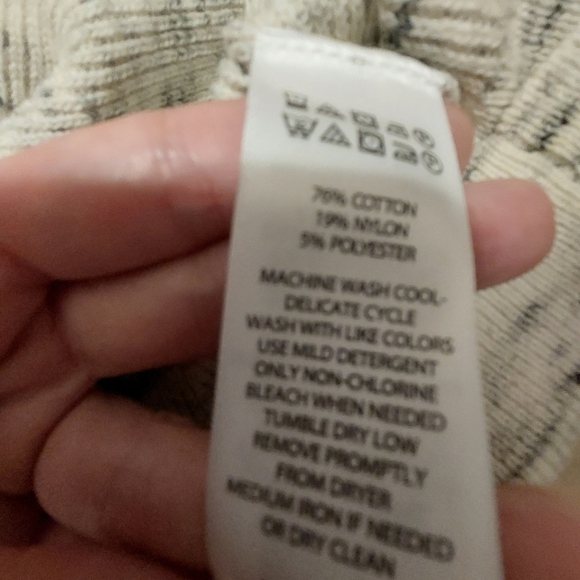 76% COTTON
19% NYLON
5% POLYESTER
MACHINE WASH COOL-
DELICATE CYCLE
WASH WITH LIKE COLORS
USE MILD DETERGENT
ONLY NON-CHLORINE
BLEACH WHEN NEEDED
TUMBLE DRY LOW
REMOVE PROMPTLY
FROM DRYER
MEDIUM IRON IF NEEDED
OR DRY CLEAN